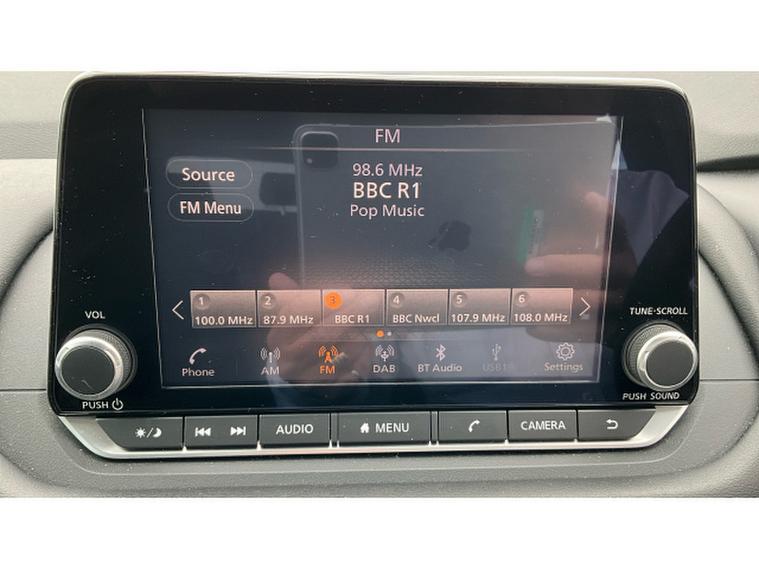 FM
Source
98.6 MHz
BBC R1
FM Menu
Pop Music
1 2 3 4 5 6
100.0 MHz 87.9 MHz BBC R1 BBC Nwcl 107.9 MHz 108.0 MHz
VOL
TUNE·SCROLL
Phone AM FM DAB BT Audio USB1 Settings
PUSH
PUSH SOUND
AUDIO MENU CAMERA